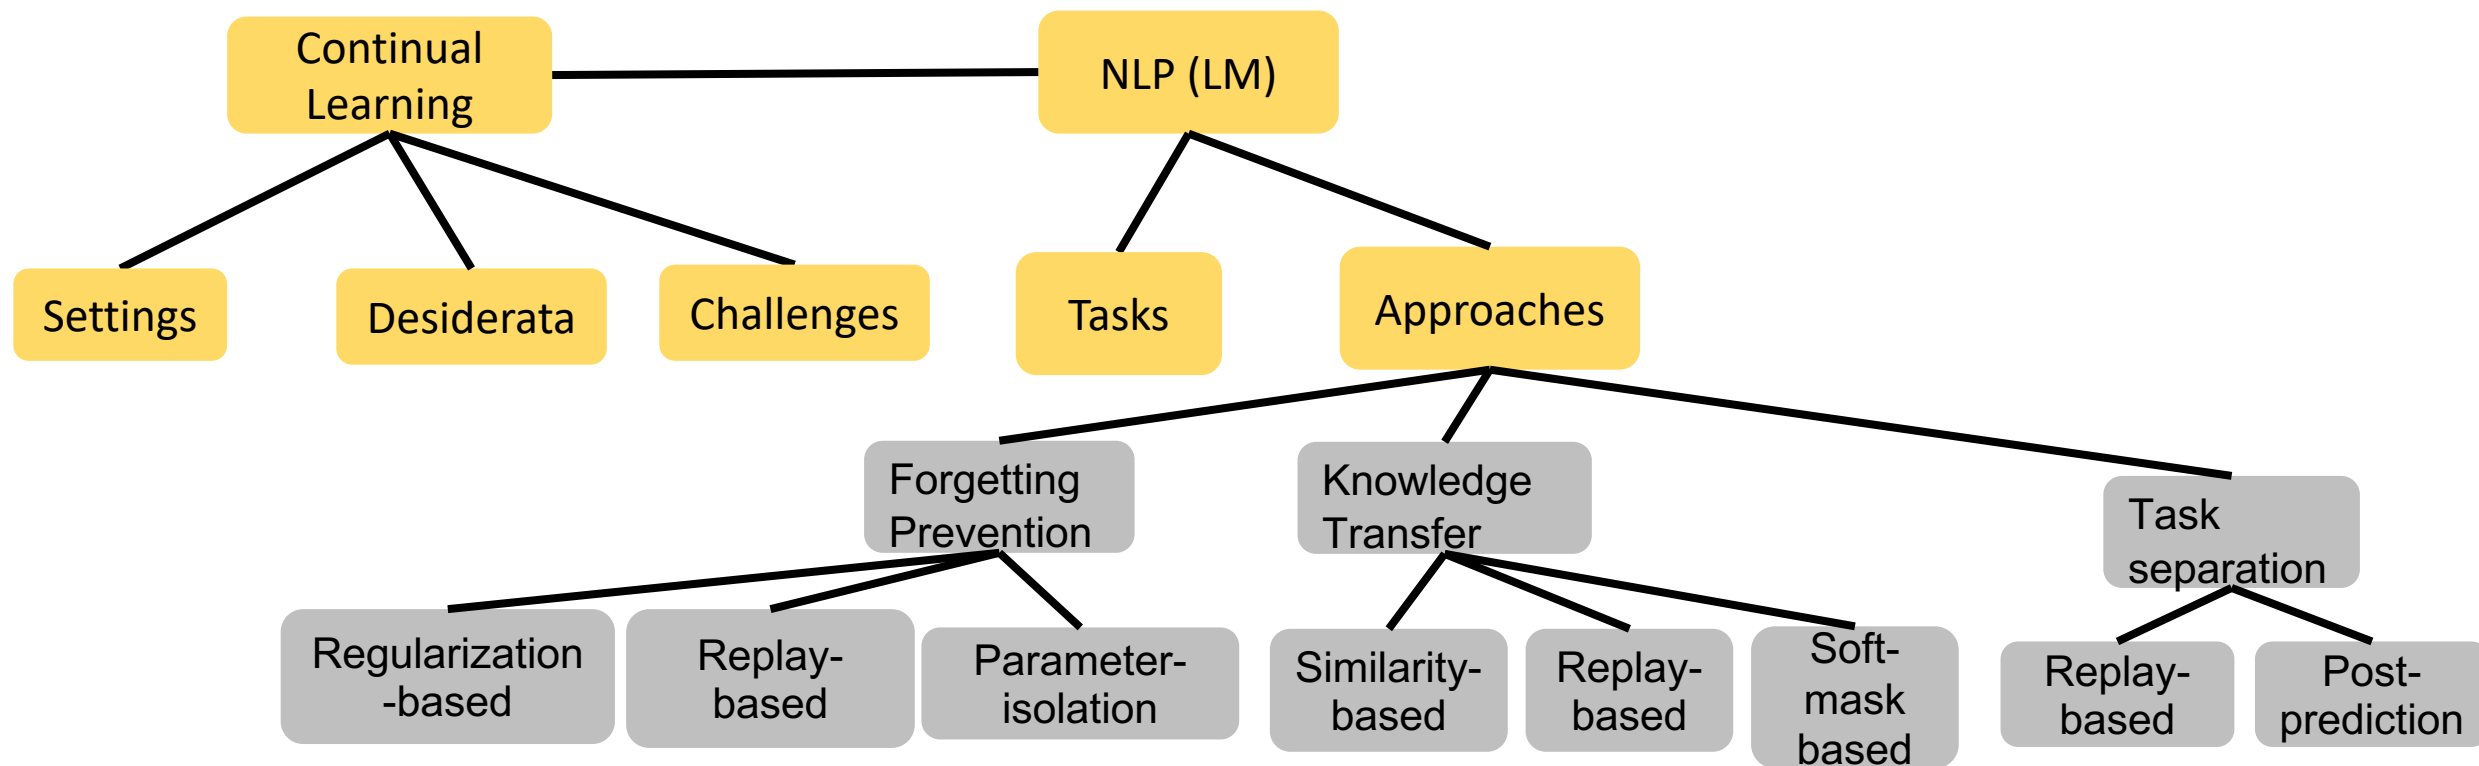 Continual
Learning
NLP (LM)
Settings
Desiderata
Challenges
Tasks
Approaches
Forgetting
Prevention
Knowledge
Transfer
Task
separation
Regularization
-based
Replay-
based
Parameter-
isolation
Similarity-
based
Replay-
based
Soft-
mask
based
Replay-
based
Post-
prediction